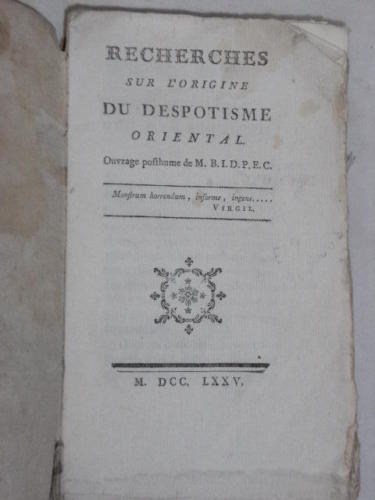 RECHERCHES
SUR L'ORIGINE
DU DESPOTISME
ORIENTAL.
Ouvrage posthume de M. B. I. D. P. E. C.
Monstrum horrendum, informe, ingens.....
VIRGIL.
M. DCC. LXXV.